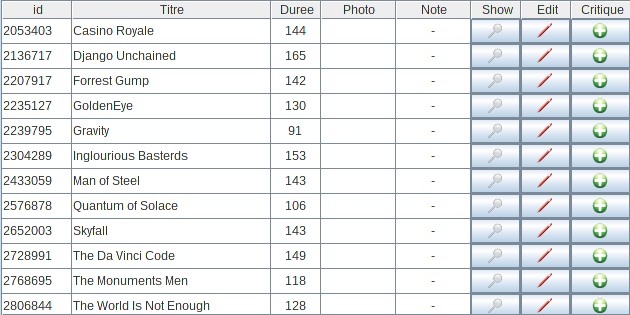 id Titre Duree Photo Note Show Edit Critique
2053403 Casino Royale 144 -
2136717 Django Unchained 165 -
2207917 Forrest Gump 142 -
2235127 GoldenEye 130 -
2239795 Gravity 91 -
2304289 Inglourious Basterds 153 -
2433059 Man of Steel 143 -
2576878 Quantum of Solace 106 -
2652003 Skyfall 143 -
2728991 The Da Vinci Code 149 -
2768695 The Monuments Men 118 -
2806844 The World Is Not Enough 128 -